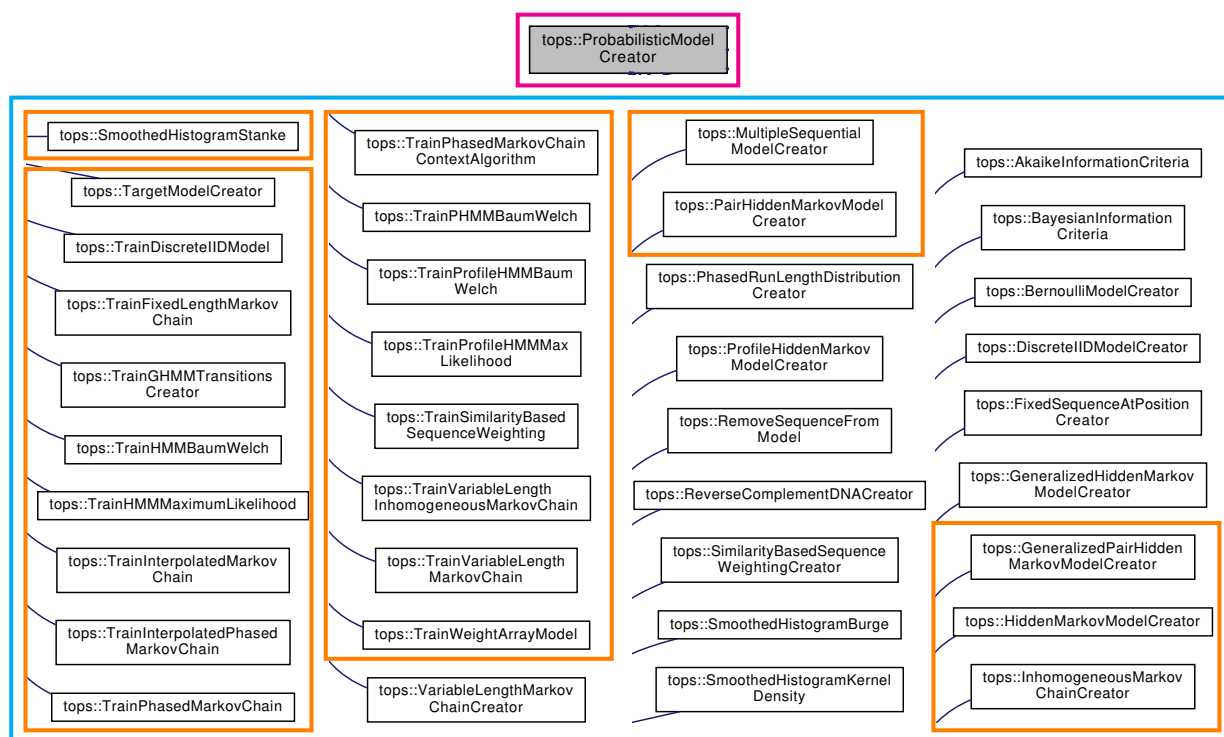 tops::ProbabilisticModel
Creator
tops::SmoothedHistogramStanke
tops::TargetModelCreator
tops::TrainDiscreteIIDModel
tops::TrainFixedLengthMarkov
Chain
tops::TrainGHMMTransitions
Creator
tops::TrainHMMBaumWelch
tops::TrainHMMMaximumLikelihood
tops::TrainInterpolatedMarkov
Chain
tops::TrainInterpolatedPhased
MarkovChain
tops::TrainPhasedMarkovChain
tops::TrainPhasedMarkovChain
ContextAlgorithm
tops::TrainPHMMBaumWelch
tops::TrainProfileHMMBaum
Welch
tops::TrainProfileHMMMax
Likelihood
tops::TrainSimilarityBased
SequenceWeighting
tops::TrainVariableLength
InhomogeneousMarkovChain
tops::TrainVariableLength
MarkovChain
tops::TrainWeightArrayModel
tops::VariableLengthMarkov
ChainCreator
tops::MultipleSequential
ModelCreator
tops::PairHiddenMarkovModel
Creator
tops::PhasedRunLengthDistribution
Creator
tops::ProfileHiddenMarkov
ModelCreator
tops::RemoveSequenceFrom
Model
tops::ReverseComplementDNACreator
tops::SimilarityBasedSequence
WeightingCreator
tops::SmoothedHistogramBurge
tops::SmoothedHistogramKernel
Density
tops::AkaikeInformationCriteria
tops::BayesianInformation
Criteria
tops::BernoulliModelCreator
tops::DiscreteIIDModelCreator
tops::FixedSequenceAtPosition
Creator
tops::GeneralizedHiddenMarkov
ModelCreator
tops::GeneralizedPairHidden
MarkovModelCreator
tops::HiddenMarkovModelCreator
tops::InhomogeneousMarkov
ChainCreator